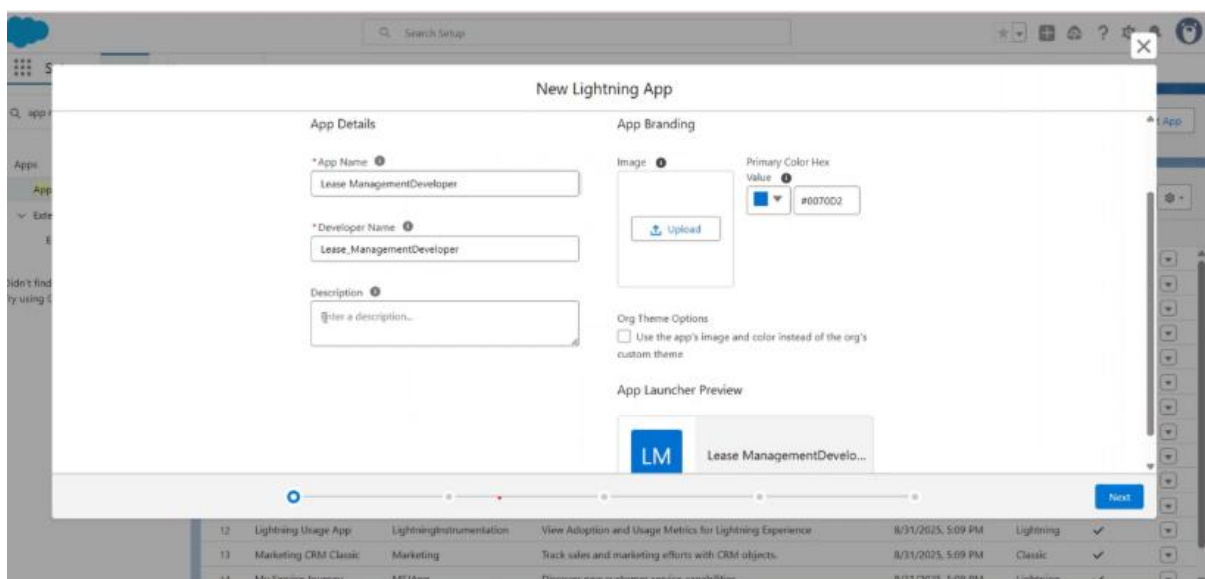 Search Setup
New Lightning App
App Details
App Branding
*App Name
Lease ManagementDeveloper
*Developer Name
Lease_ManagementDeveloper
Description
Enter a description...
Image
Upload
Primary Color Hex
Value
#0070D2
Org Theme Options
Use the app's image and color instead of the org's
custom theme
App Launcher Preview
LM
Lease ManagementDevelo...
Next
Apps
App
Didn't find
12 Lightning Usage App LightningInstrumentation View Adoption and Usage Metrics for Lightning Experience 8/31/2025, 5:09 PM Lightning
13 Marketing CRM Classic Marketing Track sales and marketing efforts with CRM objects. 8/31/2025, 5:09 PM Classic